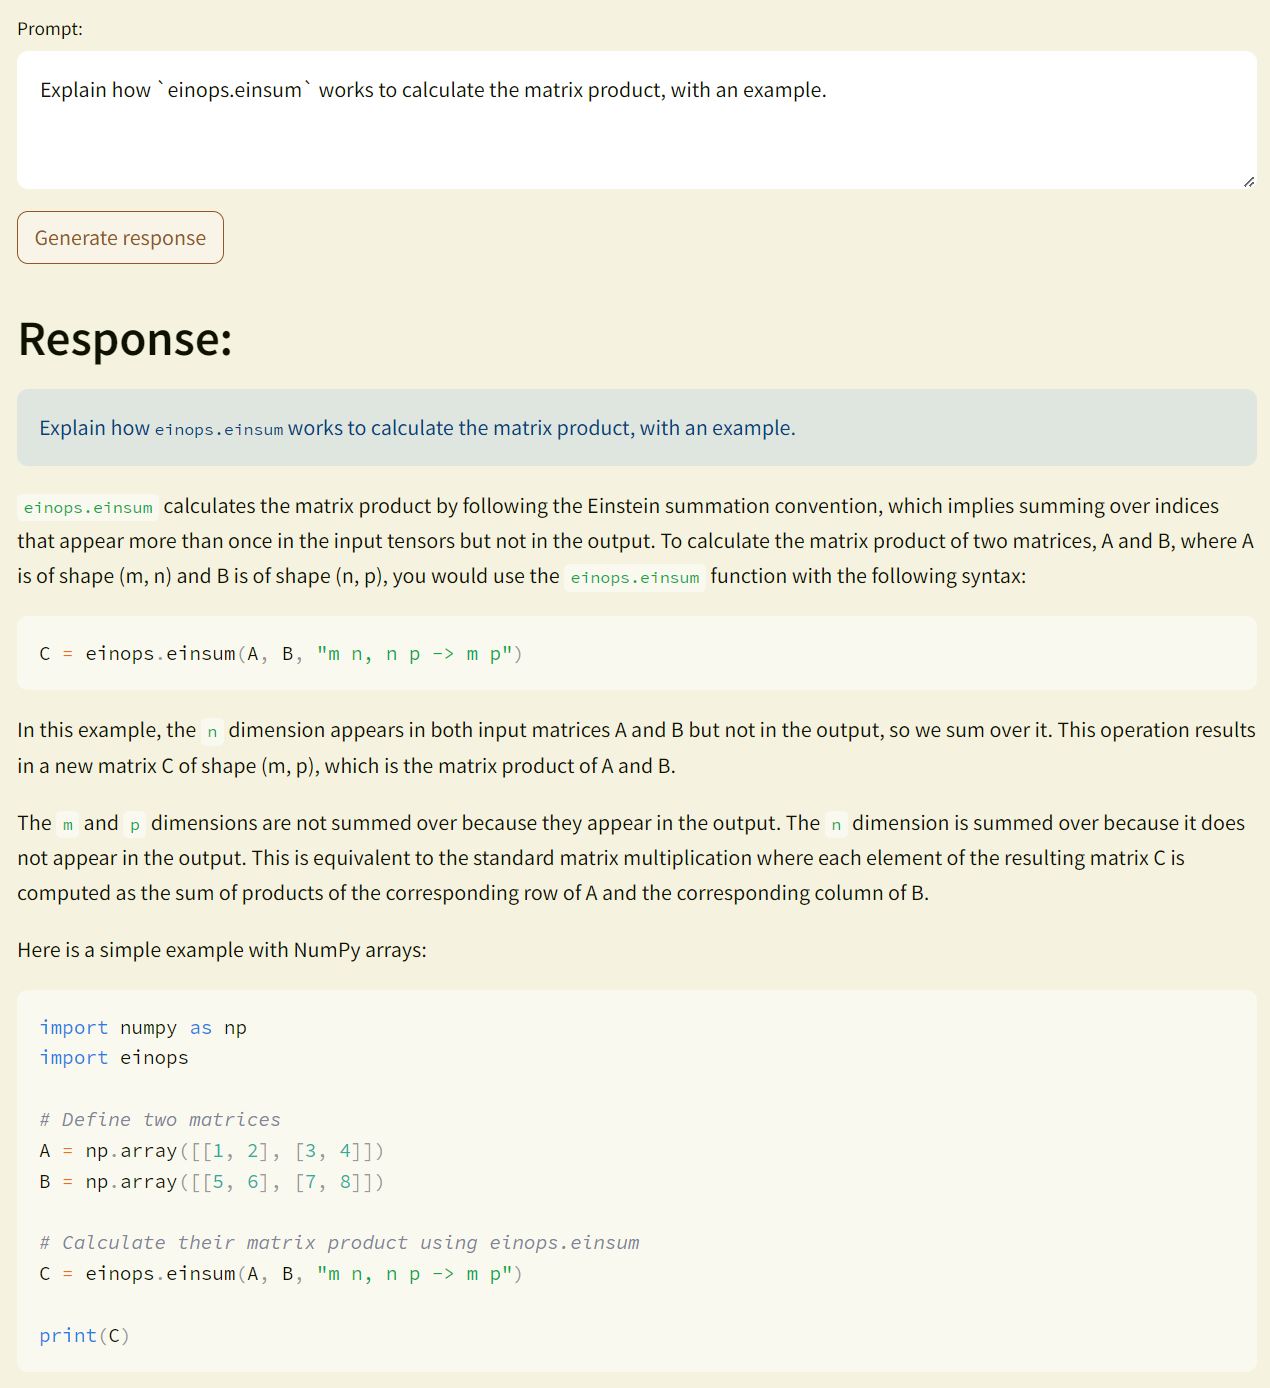 Prompt:
Explain how `einops.einsum` works to calculate the matrix product, with an example.
Generate response
Response:
Explain how einops.einsum works to calculate the matrix product, with an example.
einops.einsum calculates the matrix product by following the Einstein summation convention, which implies summing over indices
that appear more than once in the input tensors but not in the output. To calculate the matrix product of two matrices, A and B, where A
is of shape (m, n) and B is of shape (n, p), you would use the einops.einsum function with the following syntax:
C = einops.einsum(A, B, "m n, n p -> m p")
In this example, the n dimension appears in both input matrices A and B but not in the output, so we sum over it. This operation results
in a new matrix C of shape (m, p), which is the matrix product of A and B.
The m and p dimensions are not summed over because they appear in the output. The n dimension is summed over because it does
not appear in the output. This is equivalent to the standard matrix multiplication where each element of the resulting matrix C is
computed as the sum of products of the corresponding row of A and the corresponding column of B.
Here is a simple example with NumPy arrays:
import numpy as np
import einops
# Define two matrices
A = np.array([[1, 2], [3, 4]])
B = np.array([[5, 6], [7, 8]])
# Calculate their matrix product using einops.einsum
C = einops.einsum(A, B, "m n, n p -> m p")
print(C)